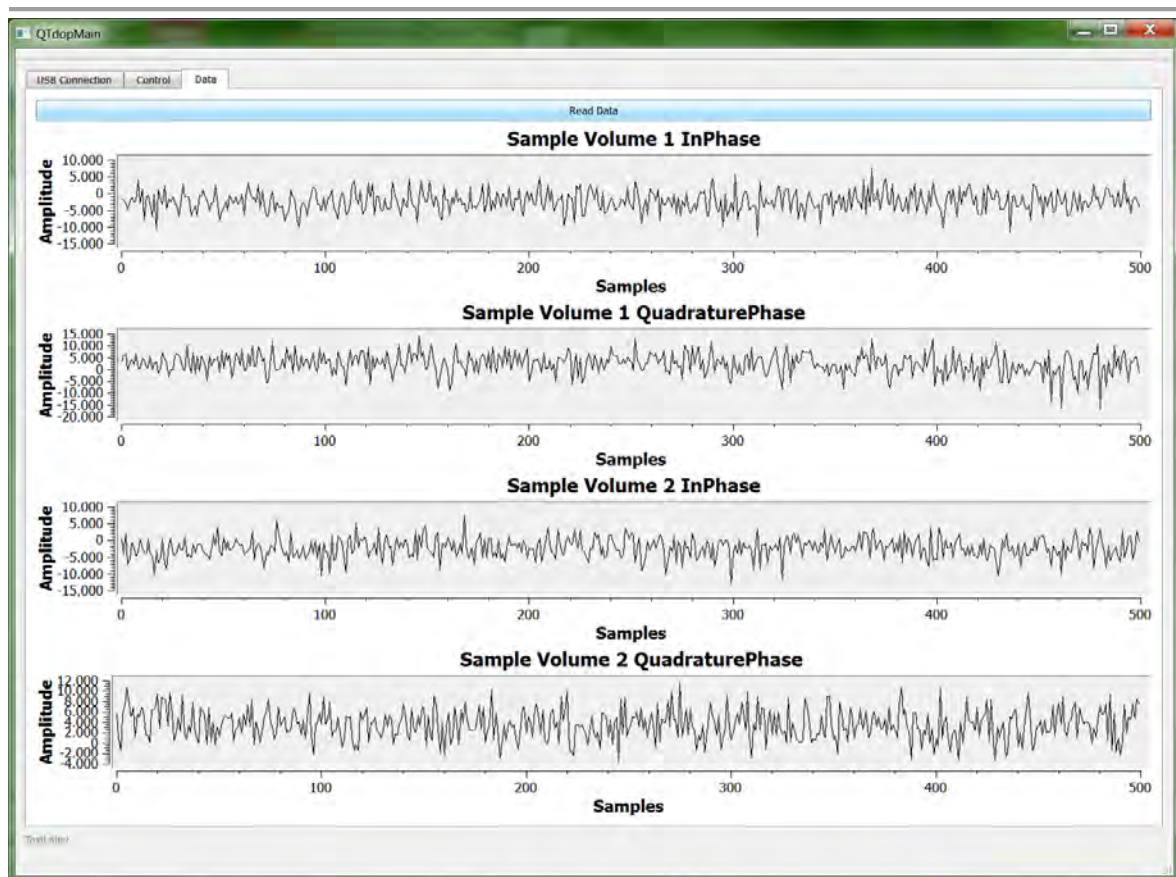 QTdopMain
USB Connection Control Data
Read Data
Sample Volume 1 InPhase
Amplitude
10.000
5.000
0
-5.000
-10.000
-15.000
0 100 200 300 400 500
Samples
Sample Volume 1 QuadraturePhase
Amplitude
15.000
10.000
5.000
0
-5.000
-10.000
-15.000
-20.000
0 100 200 300 400 500
Samples
Sample Volume 2 InPhase
Amplitude
10.000
5.000
0
-5.000
-10.000
-15.000
0 100 200 300 400 500
Samples
Sample Volume 2 QuadraturePhase
Amplitude
12.000
10.000
8.000
6.000
4.000
2.000
0
-2.000
-4.000
0 100 200 300 400 500
Samples